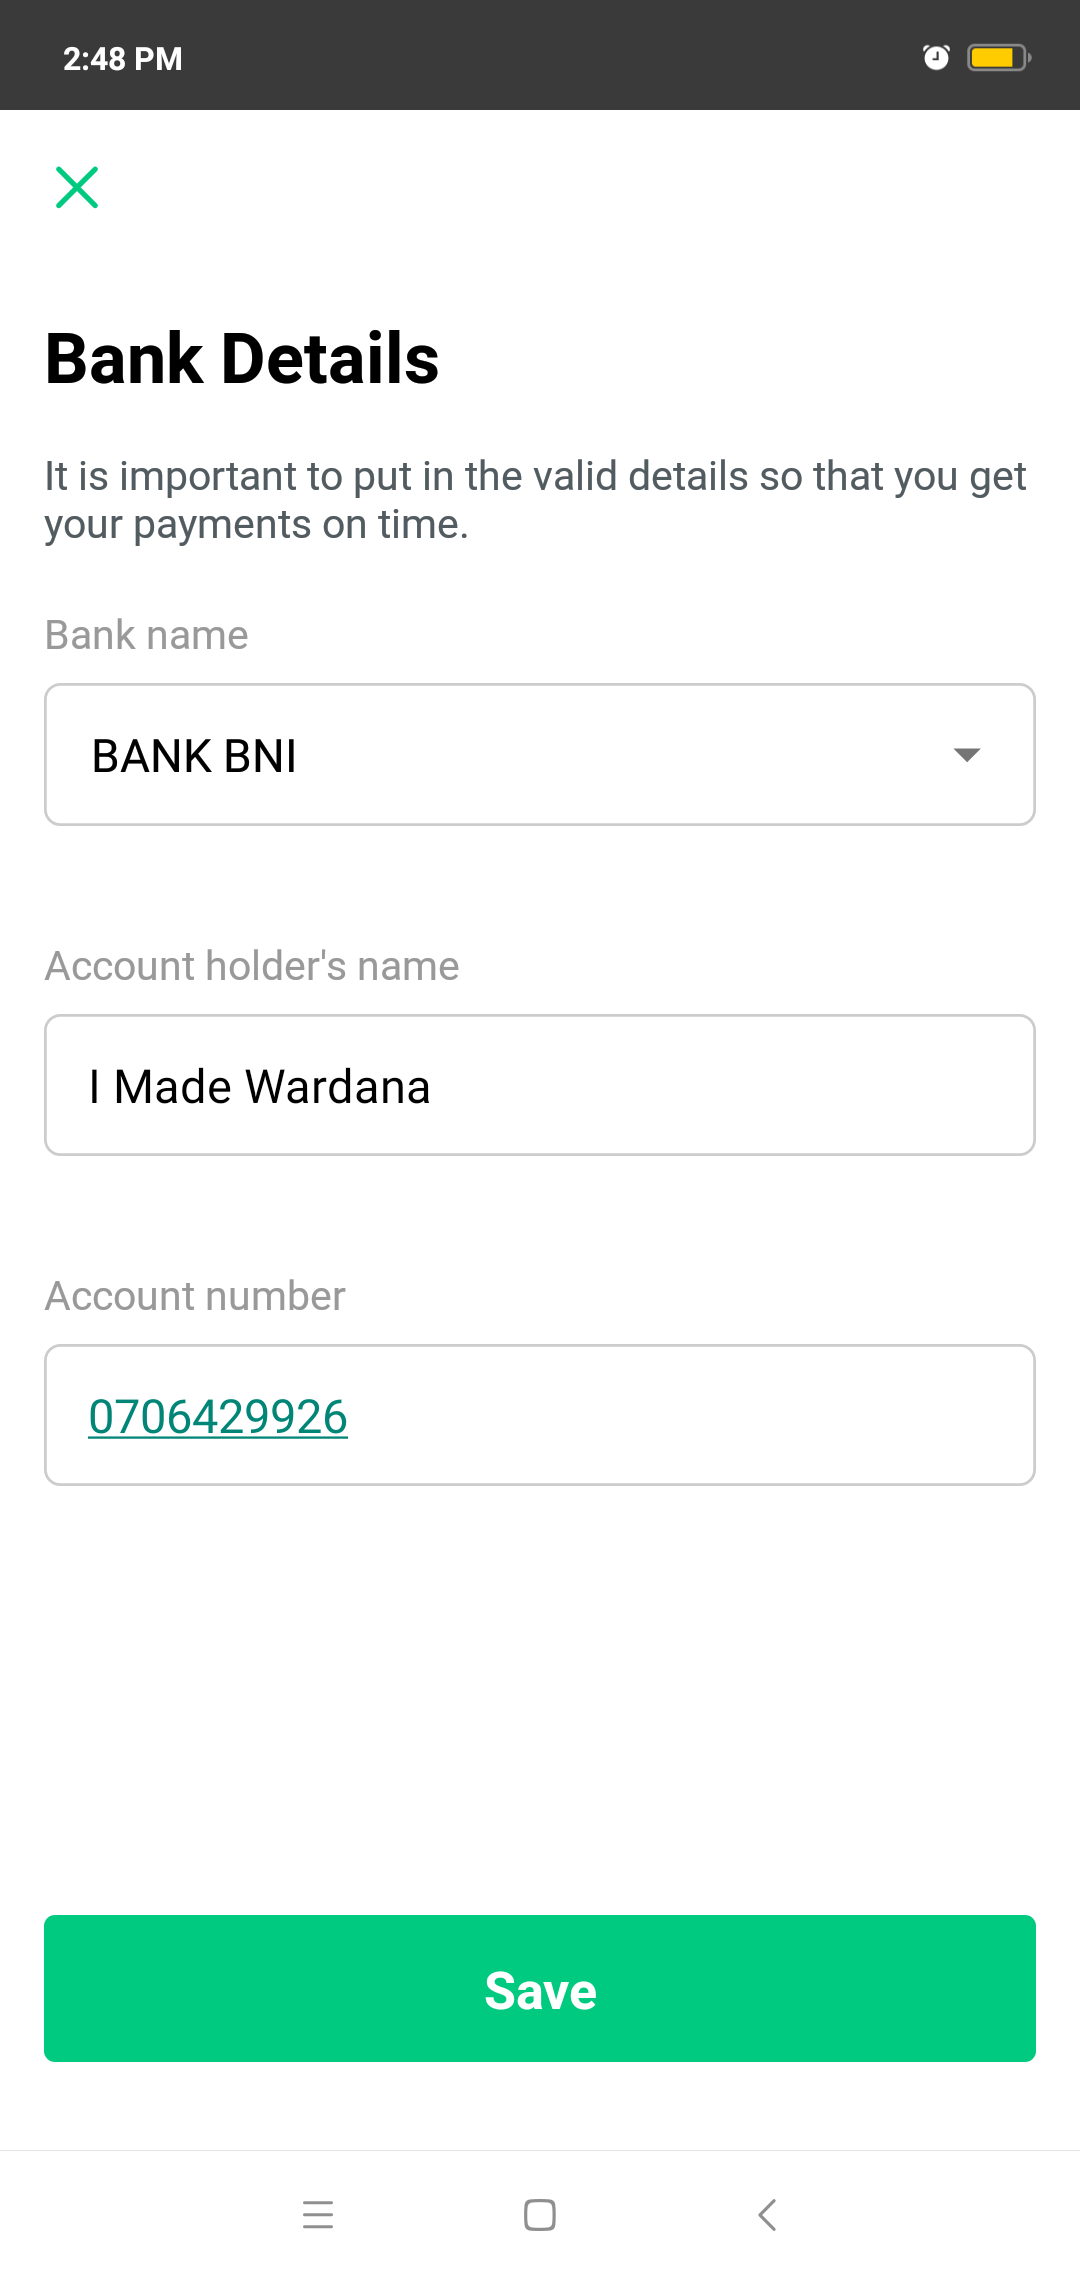 2:48 PM
Bank Details
It is important to put in the valid details so that you get
your payments on time.
Bank name
BANK BNI
Account holder's name
I Made Wardana
Account number
0706429926
Save